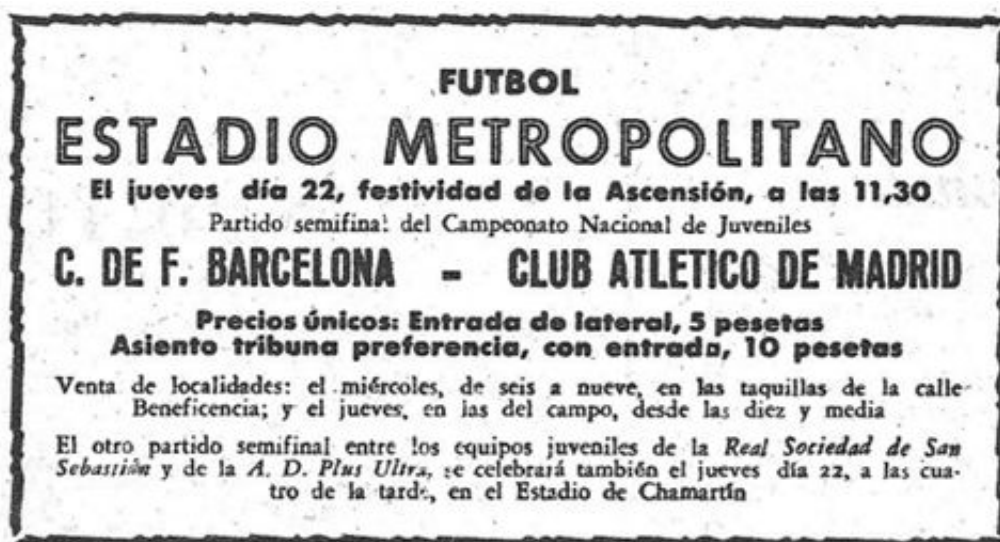 FUTBOL
ESTADIO METROPOLITANO
El jueves día 22, festividad de la Ascensión, a las 11,30
Partido semifinal del Campeonato Nacional de Juveniles
C. DE F. BARCELONA - CLUB ATLETICO DE MADRID
Precios únicos: Entrada de lateral, 5 pesetas
Asiento tribuna preferencia, con entrada, 10 pesetas
Venta de localidades: el miércoles, de seis a nueve, en las taquillas de la calle
Beneficencia; y el jueves, en las del campo, desde las diez y media
El otro partido semifinal entre los equipos juveniles de la Real Sociedad de San
Sebastián y de la A. D. Plus Ultra, se celebrará también el jueves día 22, a las cua-
tro de la tarde, en el Estadio de Chamartín